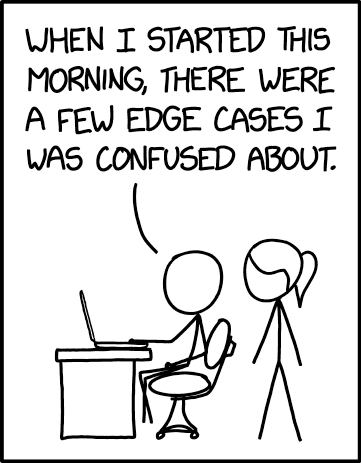 WHEN I STARTED THIS
MORNING, THERE WERE
A FEW EDGE CASES I
WAS CONFUSED ABOUT.